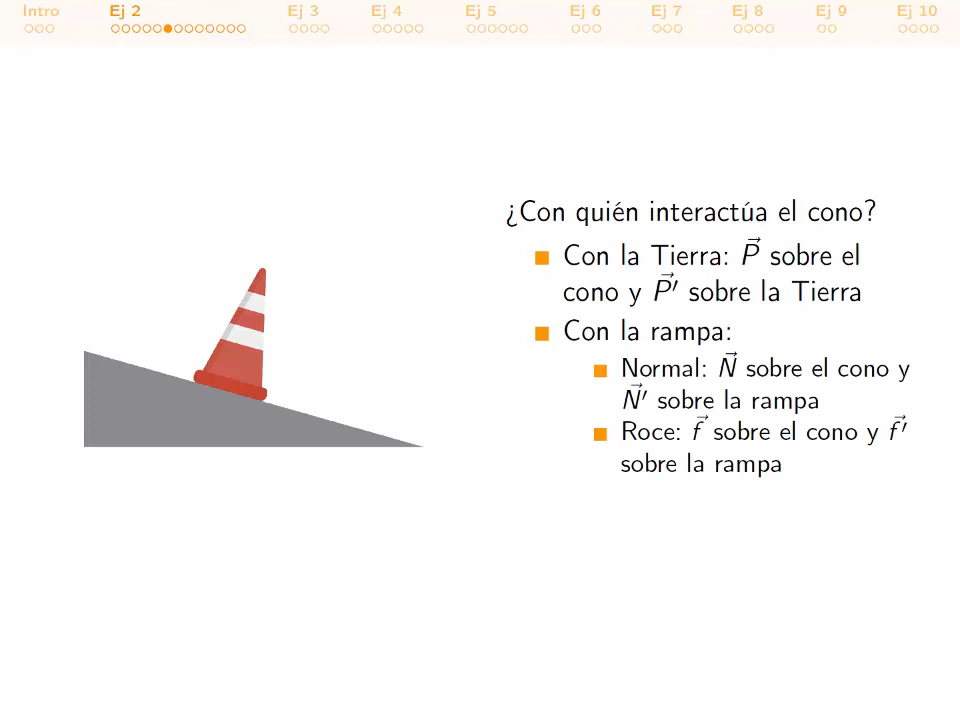 Intro Ej 2 Ej 3 Ej 4 Ej 5 Ej 6 Ej 7 Ej 8 Ej 9 Ej 10
¿Con quién interactúa el cono?
Con la Tierra: P⃗ sobre el
cono y P⃗′ sobre la Tierra
Con la rampa:
Normal: N⃗ sobre el cono y
N⃗′ sobre la rampa
Roce: f⃗ sobre el cono y f⃗′
sobre la rampa